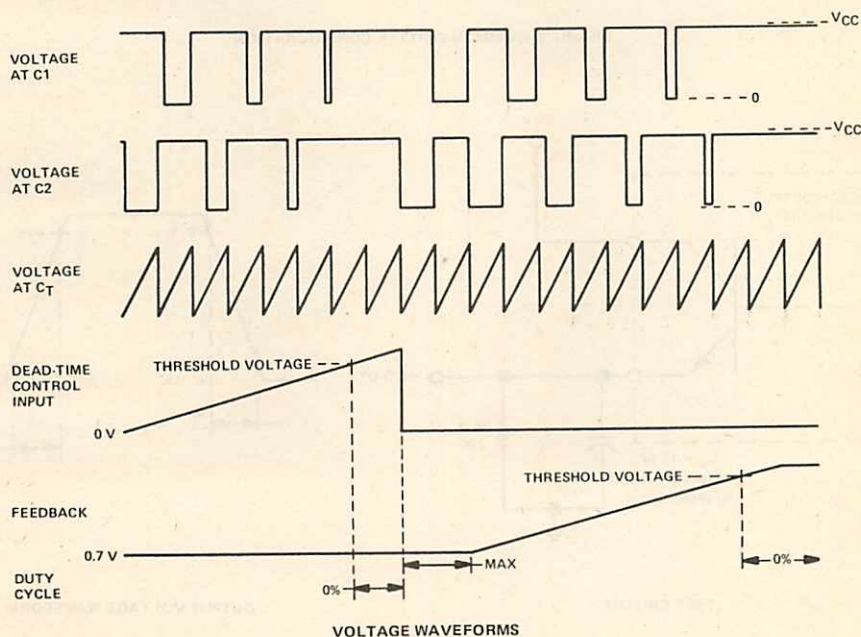 VCC
VOLTAGE
AT C1
0
VCC
VOLTAGE
AT C2
0
VOLTAGE
AT CT
THRESHOLD VOLTAGE
DEAD-TIME
CONTROL
INPUT
0 V
THRESHOLD VOLTAGE
FEEDBACK
0.7 V
MAX
0%
0%
DUTY
CYCLE
VOLTAGE WAVEFORMS